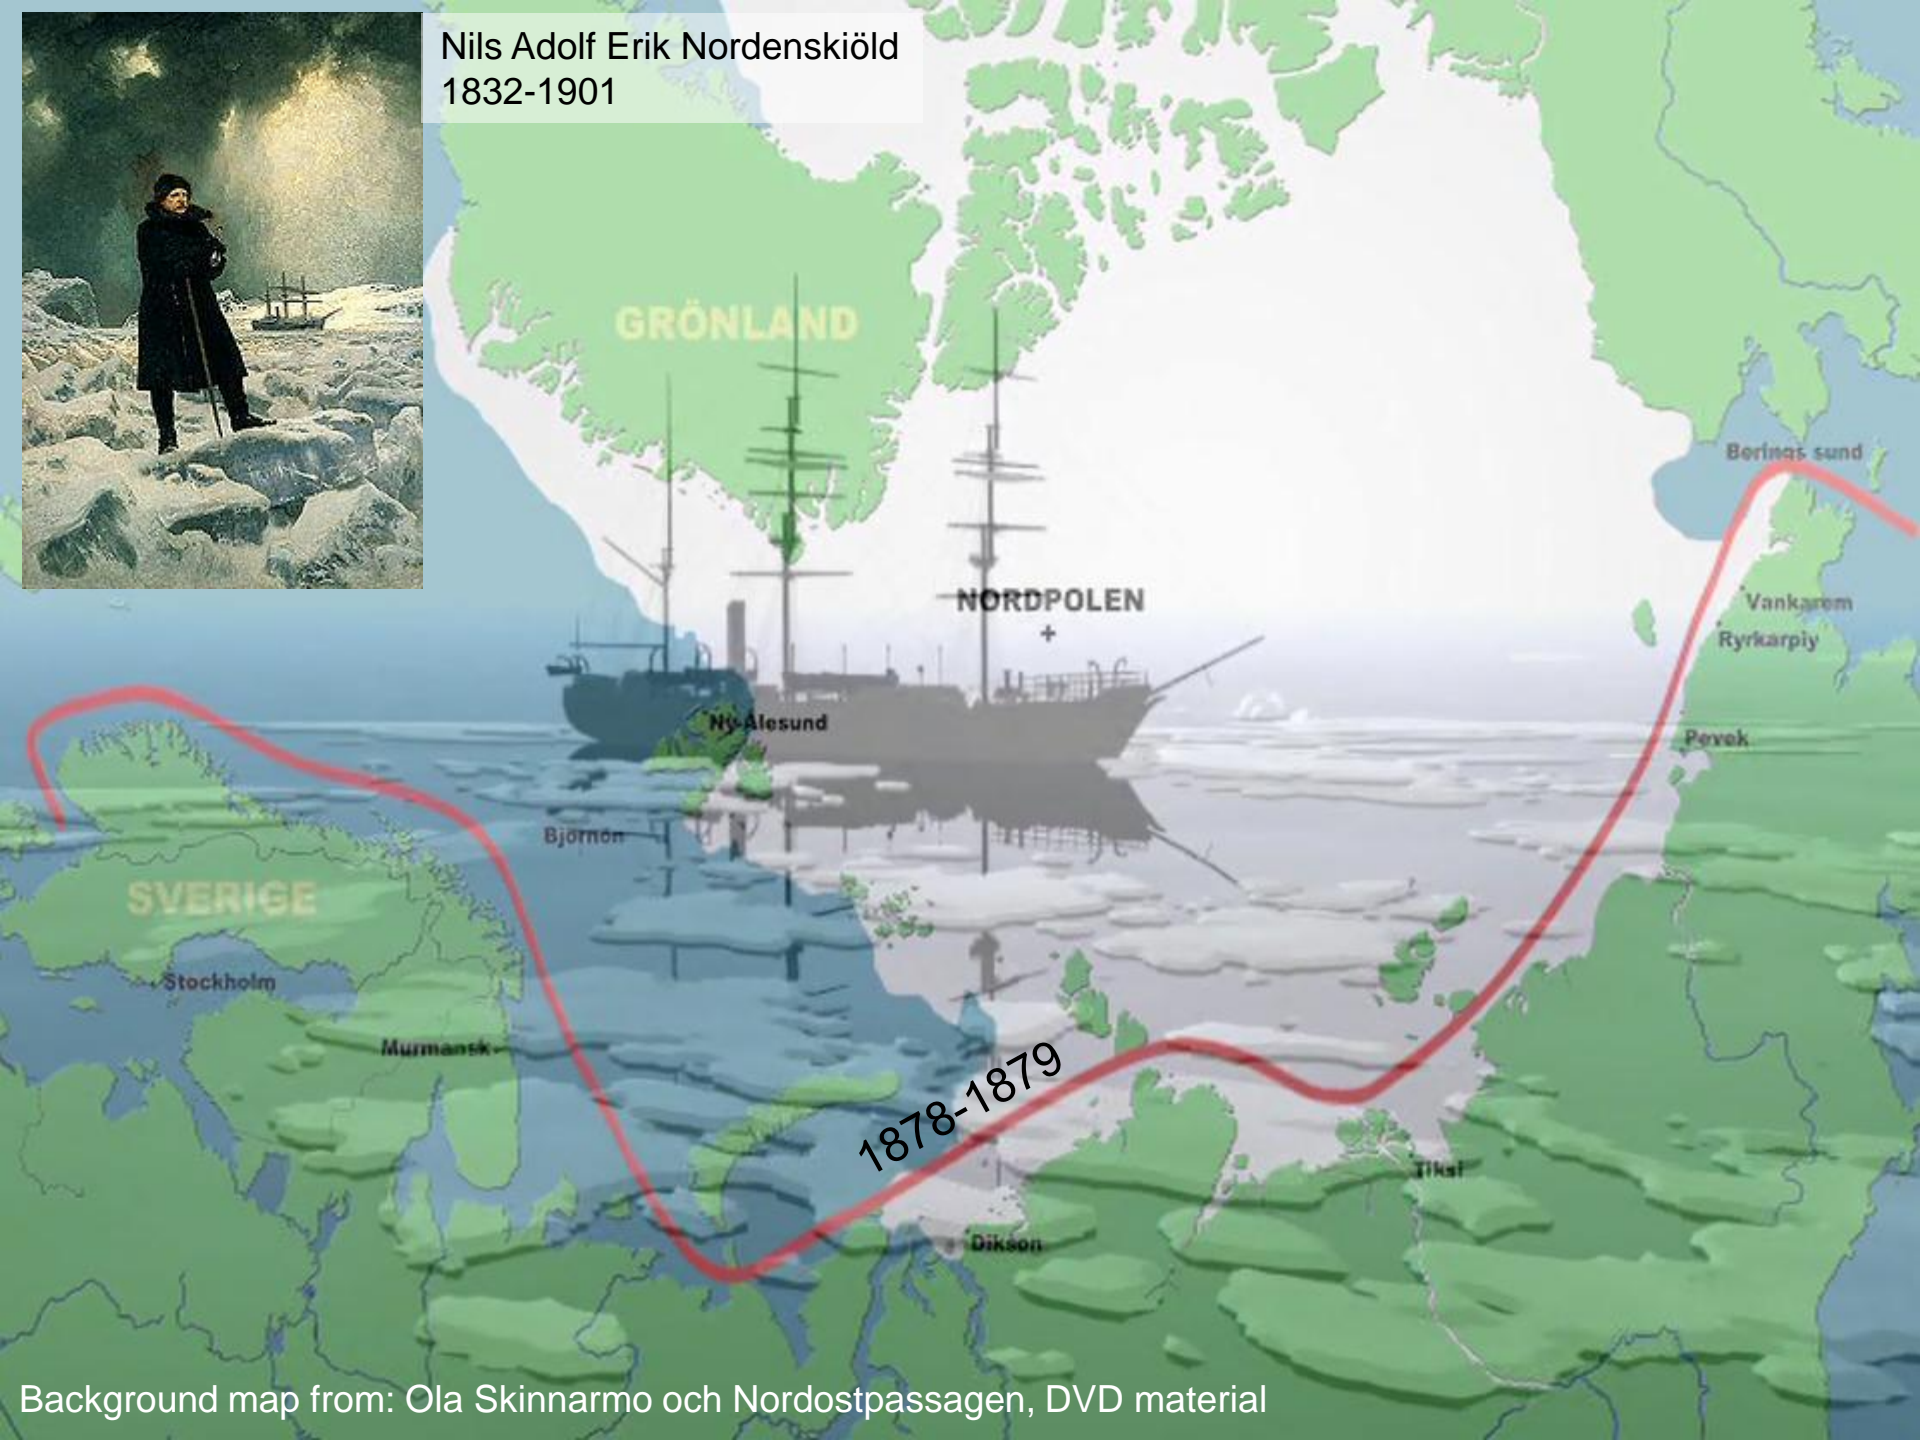 Nils Adolf Erik Nordenskiöld
1832-1901
GRÖNLAND
Berings sund
NORDPOLEN
Vankarem
Ryrkarpiy
Ny-Ålesund
Pevek
Björnön
SVERIGE
Stockholm
Murmansk
1878-1879
Tiksi
Dikson
Background map from: Ola Skinnarmo och Nordostpassagen, DVD material